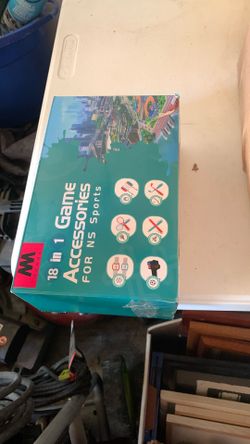 18 in 1 Game
Accessories
FOR NS Sports